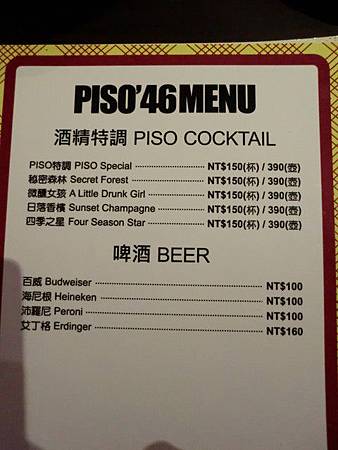 PISO'46 MENU
酒精特調 PISO COCKTAIL
PISO特調 PISO Special NT$150(杯) / 390(壺)
秘密森林 Secret Forest NT$150(杯) / 390(壺)
微醺女孩 A Little Drunk Girl NT$150(杯) / 390(壺)
日落香檳 Sunset Champagne NT$150(杯) / 390(壺)
四季之星 Four Season Star NT$150(杯) / 390(壺)
啤酒 BEER
百威 Budweiser NT$100
海尼根 Heineken NT$100
沛羅尼 Peroni NT$100
艾丁格 Erdinger NT$160